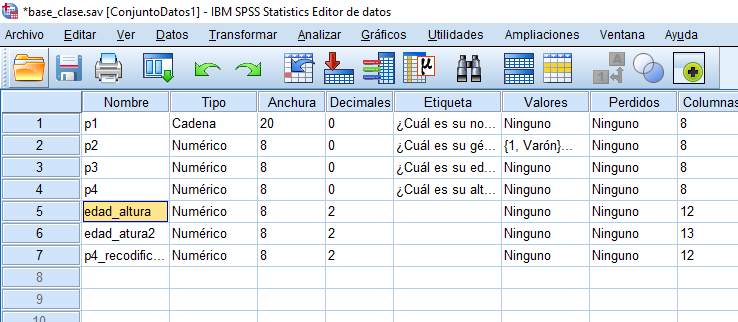 *base_clase.sav [ConjuntoDatos1] - IBM SPSS Statistics Editor de datos
Archivo Editar Ver Datos Transformar Analizar Gráficos Utilidades Ampliaciones Ventana Ayuda
Nombre Tipo Anchura Decimales Etiqueta Valores Perdidos Columnas
1 p1 Cadena 20 0 ¿Cuál es su no... Ninguno Ninguno 8
2 p2 Numérico 8 0 ¿Cuál es su gé... {1, Varón}... Ninguno 8
3 p3 Numérico 8 0 ¿Cuál es su ed... Ninguno Ninguno 8
4 p4 Numérico 8 0 ¿Cuál es su alt... Ninguno Ninguno 8
5 edad_altura Numérico 8 2 Ninguno Ninguno 12
6 edad_atura2 Numérico 8 2 Ninguno Ninguno 13
7 p4_recodific... Numérico 8 2 Ninguno Ninguno 12
8
9
10